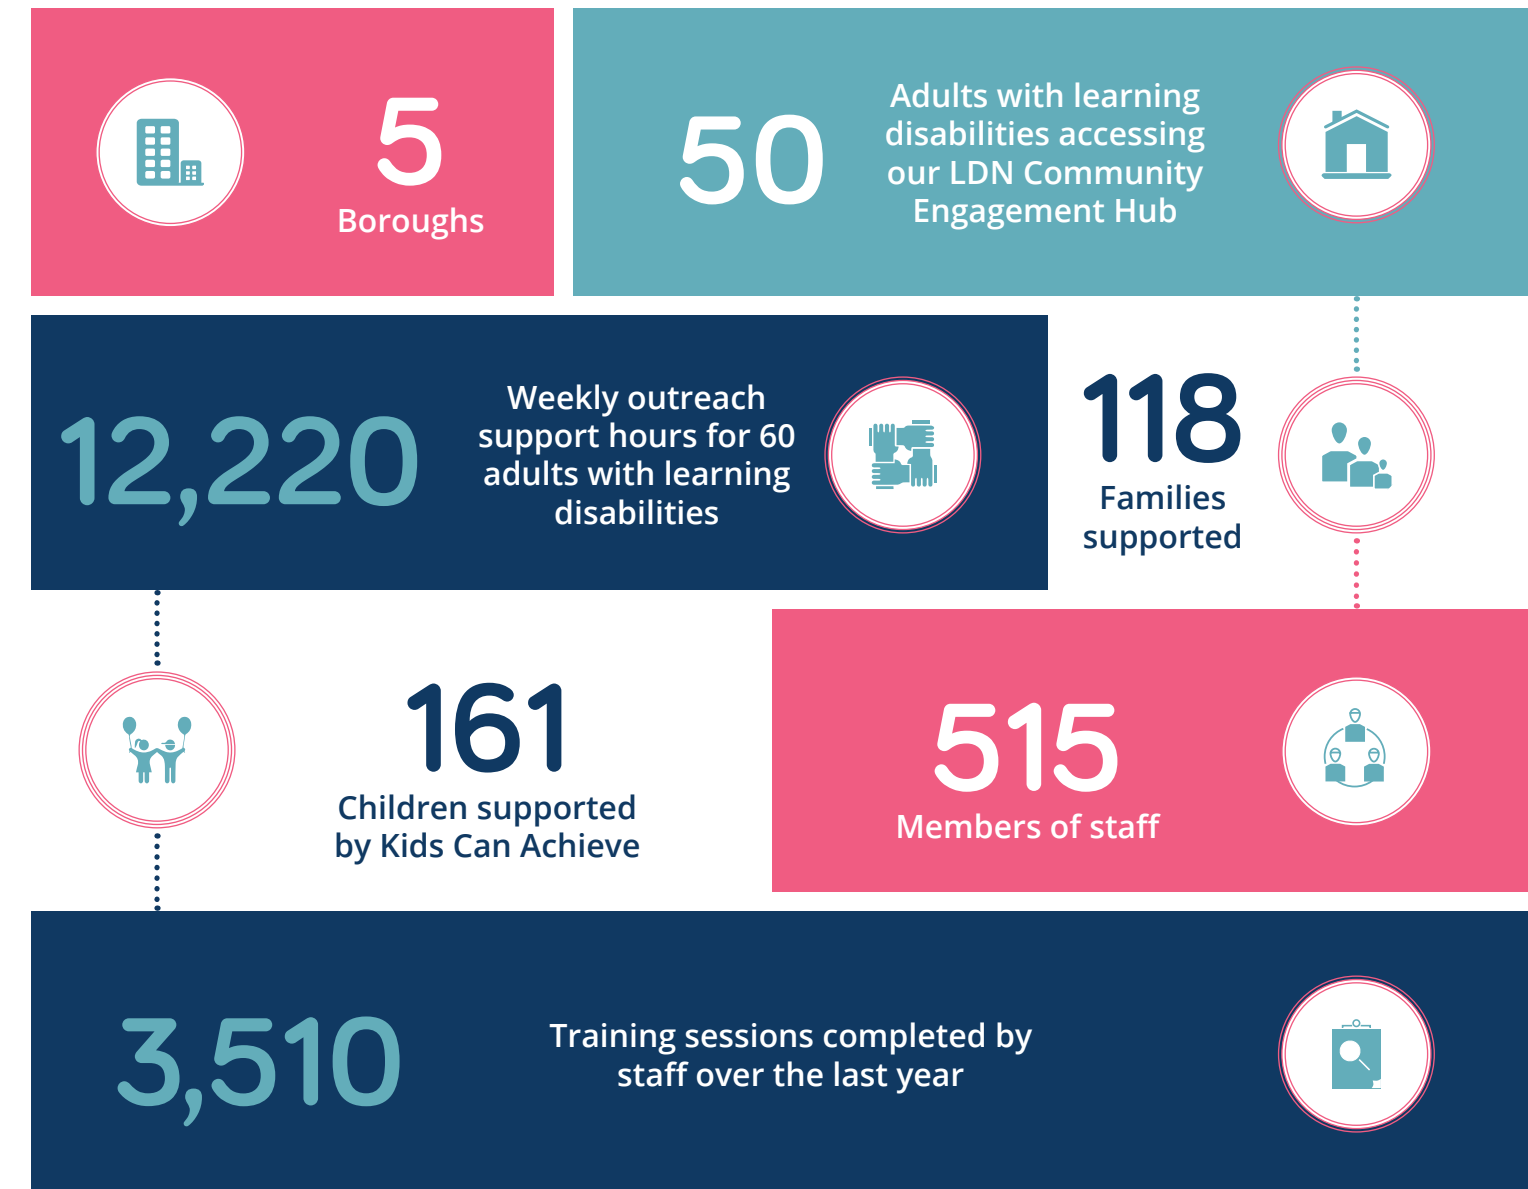 5
Boroughs
50
Adults with learning
disabilities accessing
our LDN Community
Engagement Hub
12,220
Weekly outreach
support hours for 60
adults with learning
disabilities
118
Families
supported
161
Children supported
by Kids Can Achieve
515
Members of staff
3,510
Training sessions completed by
staff over the last year